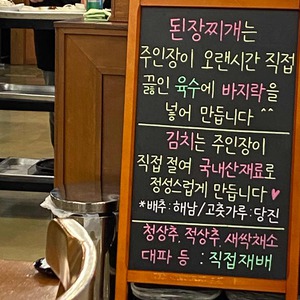 된장찌개는
주인장이 오랜시간 직접
끓인 육수에 바지락을
넣어 만듭니다 ^^
김치는 주인장이
직접 절여 국내산재료로
정성스럽게 만듭니다♥
*배추:해남/고춧가루:당진
청상추, 적상추, 새싹채소
대파 등 : 직접재배